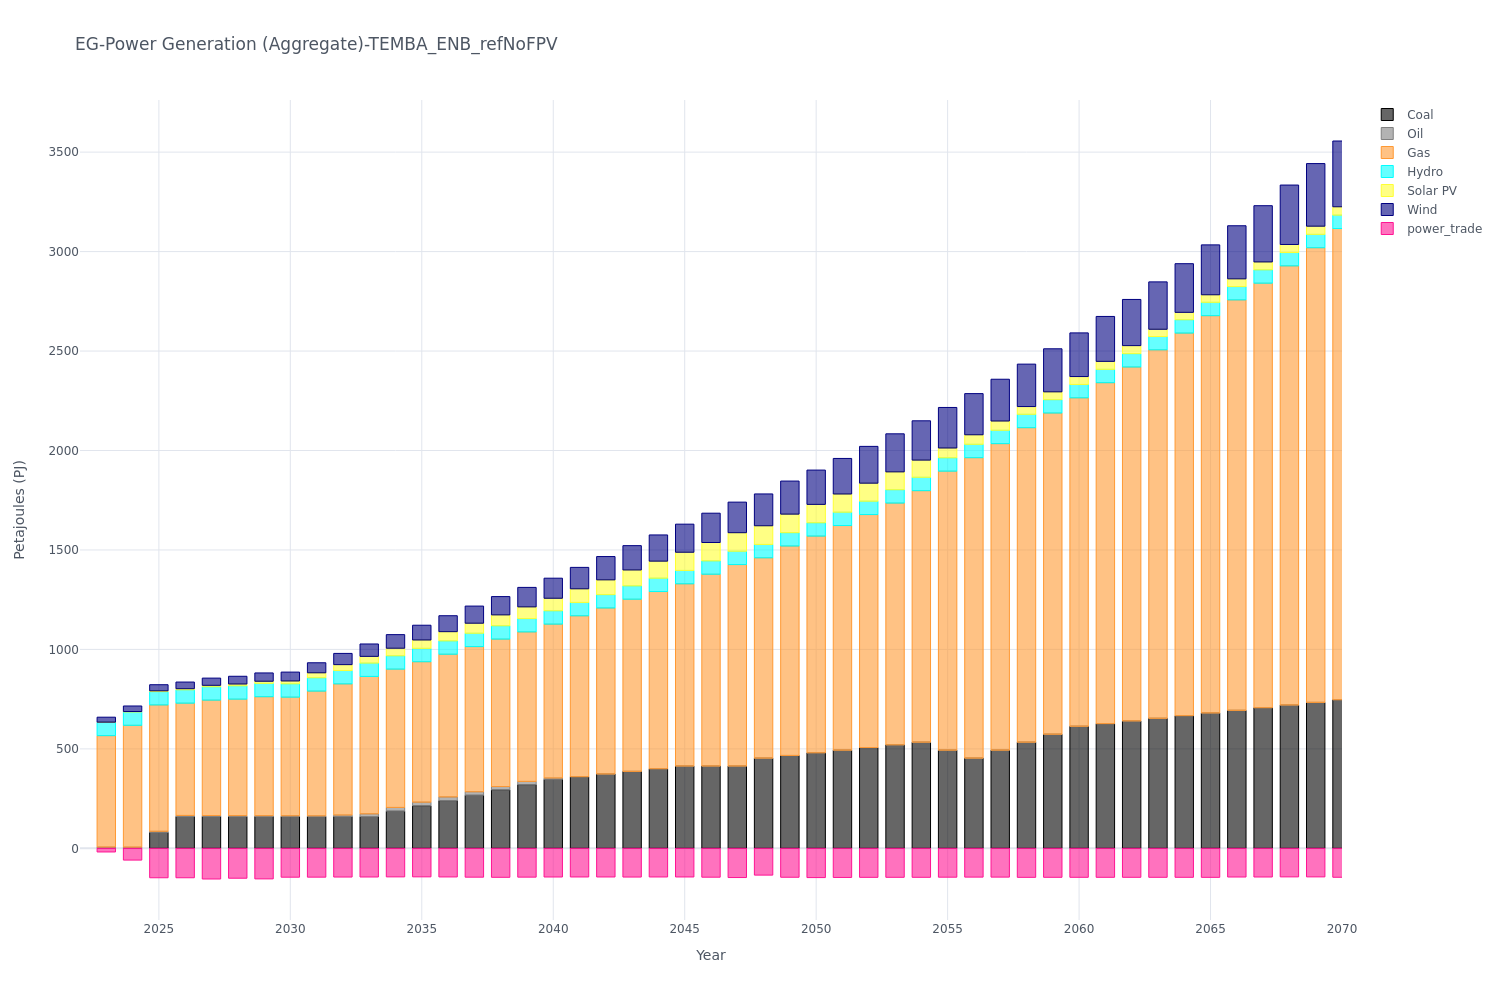 EG-Power Generation (Aggregate)-TEMBA_ENB_refNoFPV
Coal
Oil
Gas
Hydro
Solar PV
Wind
power_trade
Petajoules (PJ)
3500
3000
2500
2000
1500
1000
500
0
2025 2030 2035 2040 2045 2050 2055 2060 2065 2070
Year